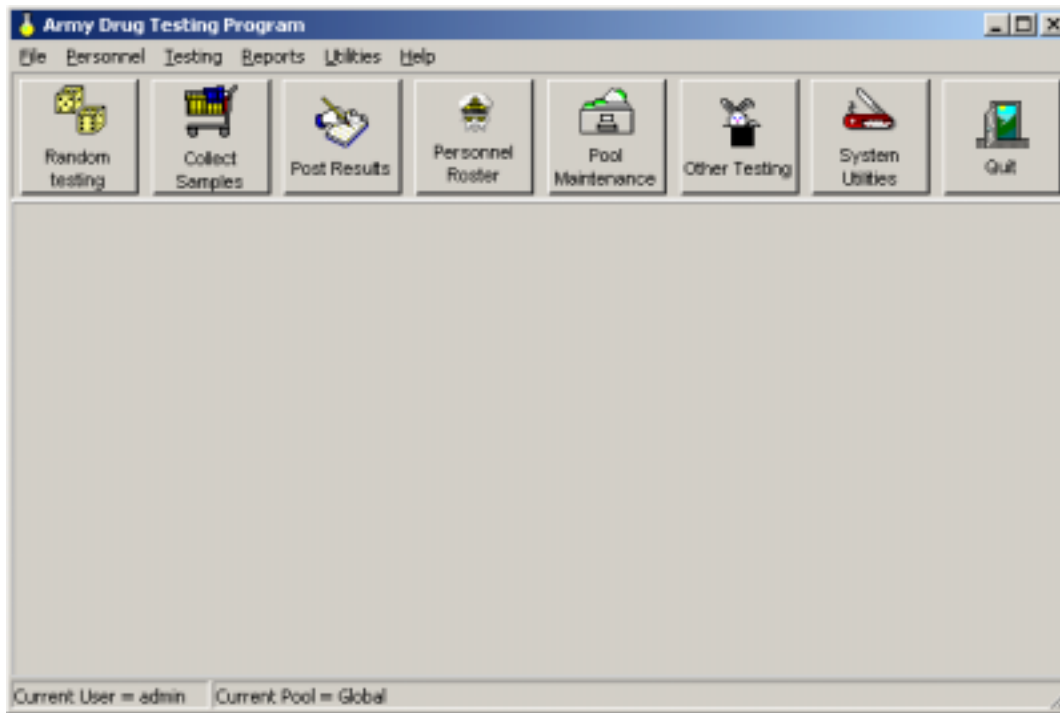 Army Drug Testing Program
File Personnel Testing Reports Utilities Help
Random
testing
Collect
Samples
Post Results
Personnel
Roster
Pool
Maintenance
Other Testing
System
Utilities
Quit
Current User = admin Current Pool = Global